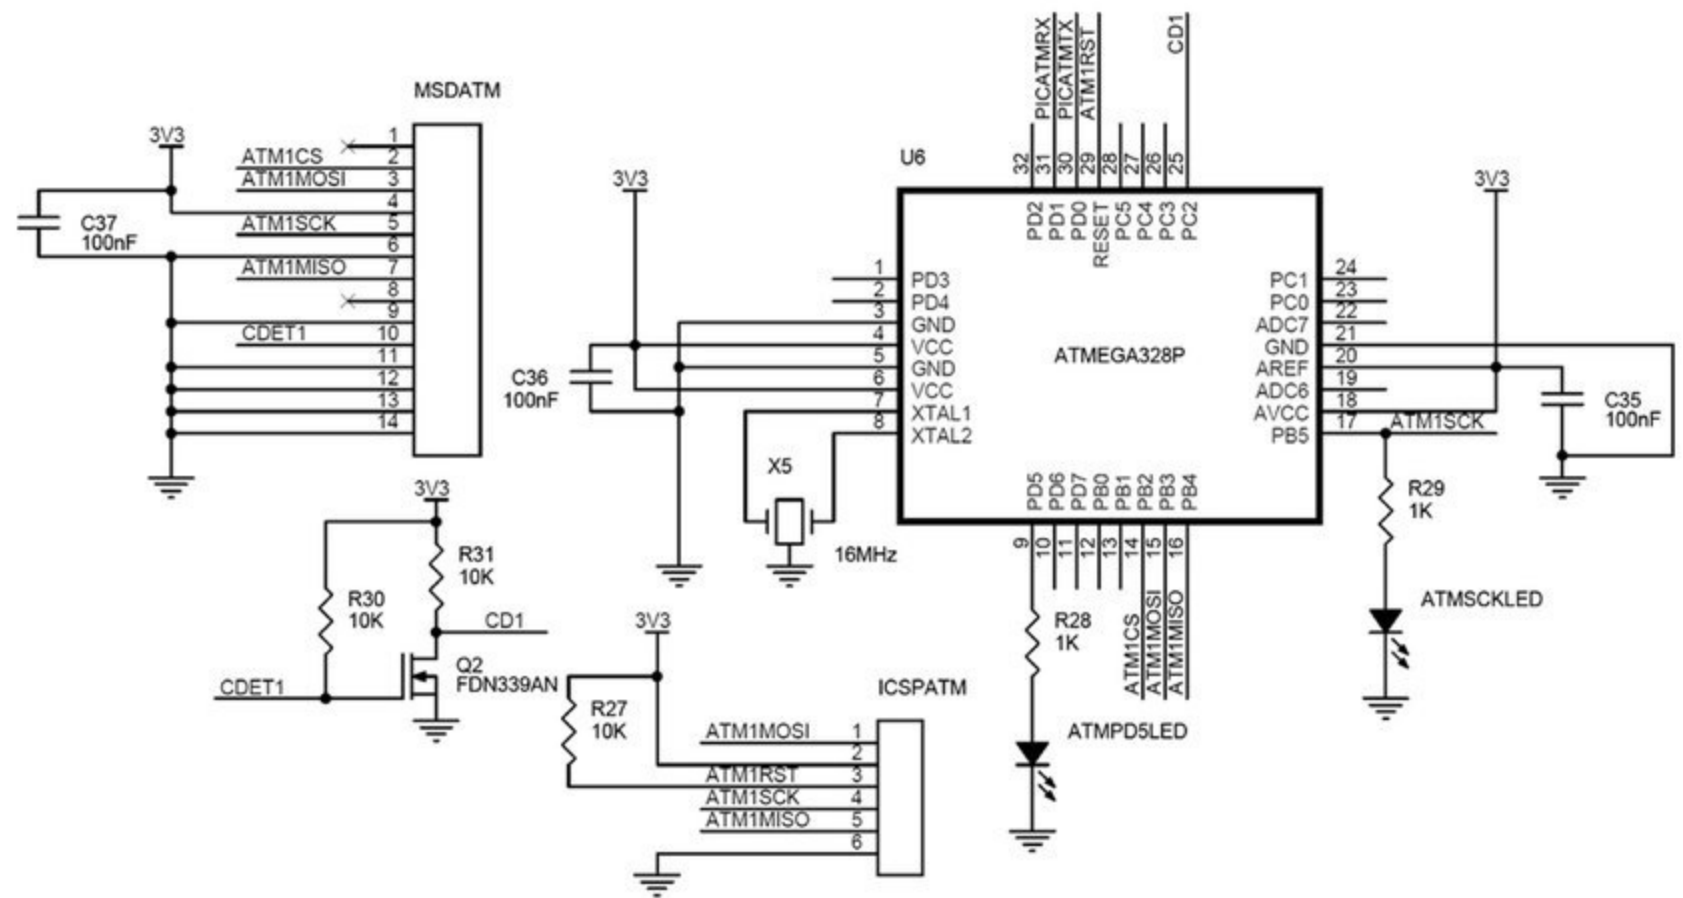 MSDATM
3V3
1
ATM1CS 2
ATM1MOSI 3
4
ATM1SCK 5
6
ATM1MISO 7
8
9
CDET1 10
11
12
13
14
C37
100nF
3V3
R31
10K
R30
10K
CD1
CDET1
Q2
FDN339AN
3V3
R27
10K
ICSPATM
ATM1MOSI 1
2
ATM1RST 3
ATM1SCK 4
ATM1MISO 5
6
U6
ATMEGA328P
3V3
C36
100nF
X5
16MHz
1 PD3
2 PD4
3 GND
4 VCC
5 GND
6 VCC
7 XTAL1
8 XTAL2
PICATMRX
PICATMTX
ATM1RST
CD1
32 PD2
31 PD1
30 PD0
29 RESET
28 PC5
27 PC4
26 PC3
25 PC2
PC1 24
PC0 23
ADC7 22
GND 21
AREF 20
ADC6 19
AVCC 18
PB5 17
ATM1SCK
3V3
C35
100nF
R29
1K
ATMSCKLED
PD5 9
PD6 10
PD7 11
PB0 12
PB1 13
PB2 14
PB3 15
PB4 16
ATM1CS
ATM1MOSI
ATM1MISO
R28
1K
ATMPD5LED